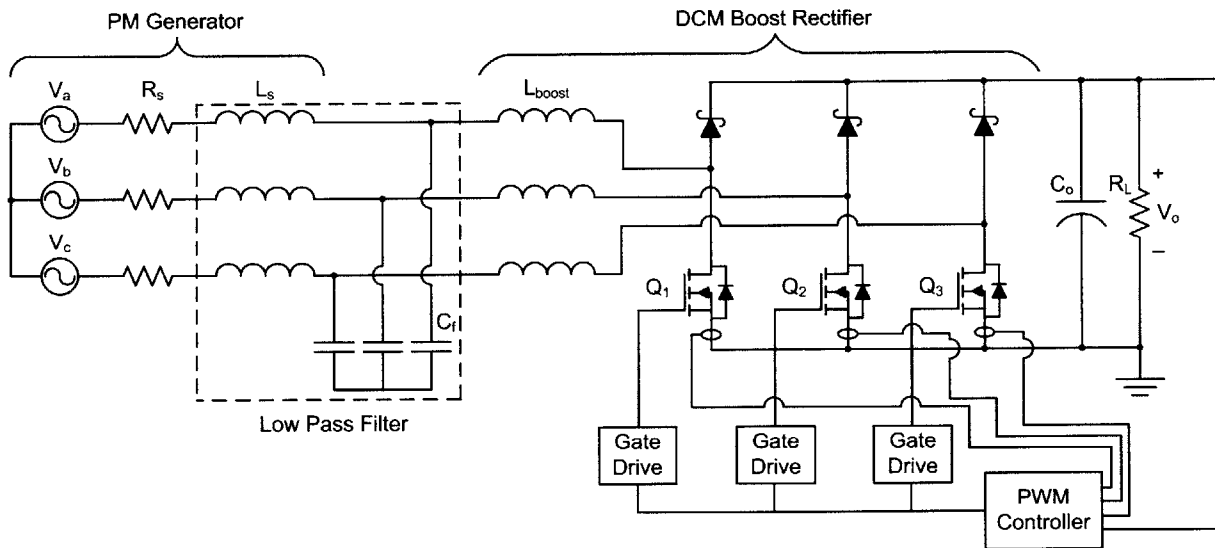 PM Generator
DCM Boost Rectifier
Va
Rs
Ls
Lboost
Vb
Vc
Cf
Low Pass Filter
Q1
Q2
Q3
Co
RL
+
Vo
–
Gate
Drive
Gate
Drive
Gate
Drive
PWM
Controller